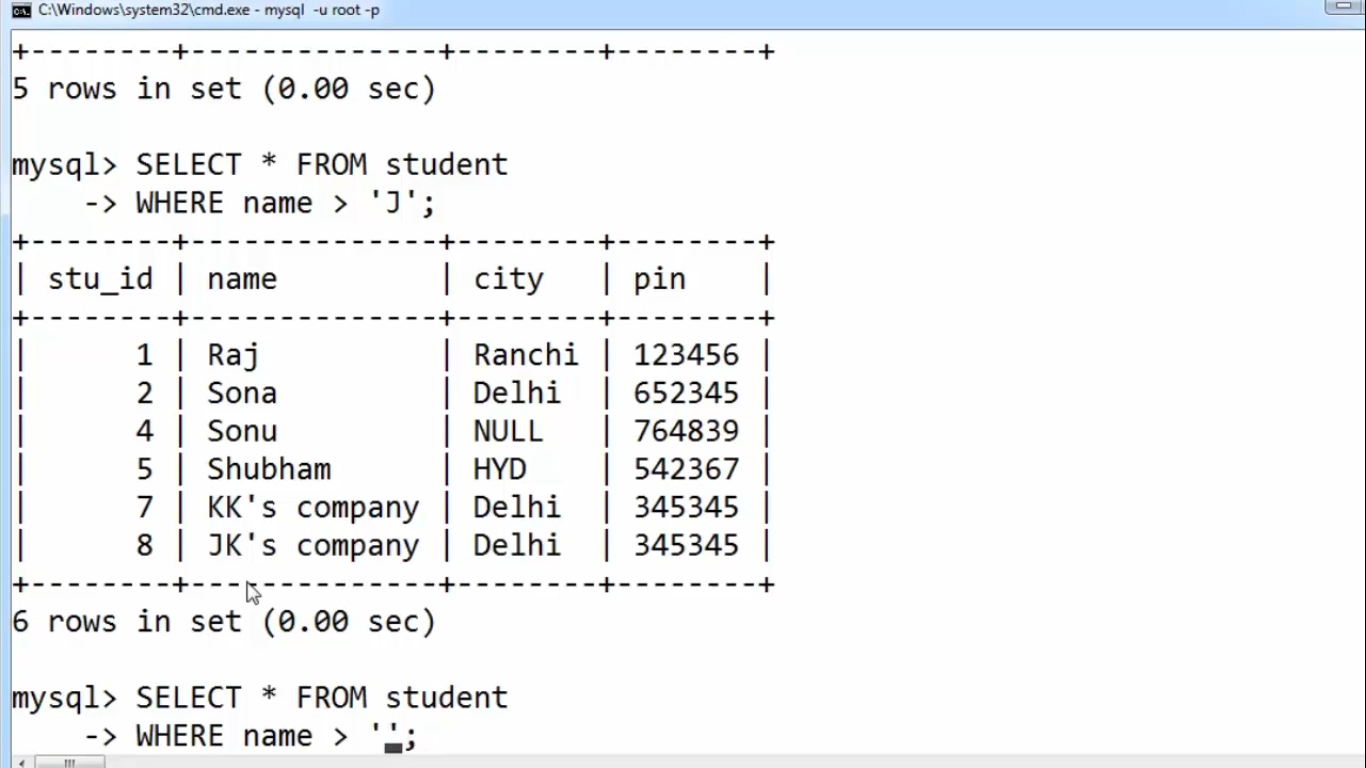 C:\Windows\system32\cmd.exe - mysql  -u root -p
+--------+--------------+--------+--------+
5 rows in set (0.00 sec)
mysql> SELECT * FROM student
    -> WHERE name > 'J';
+--------+--------------+--------+--------+
| stu_id | name         | city   | pin    |
+--------+--------------+--------+--------+
|      1 | Raj          | Ranchi | 123456 |
|      2 | Sona         | Delhi  | 652345 |
|      4 | Sonu         | NULL   | 764839 |
|      5 | Shubham      | HYD    | 542367 |
|      7 | KK's company | Delhi  | 345345 |
|      8 | JK's company | Delhi  | 345345 |
+--------+--------------+--------+--------+
6 rows in set (0.00 sec)
mysql> SELECT * FROM student
    -> WHERE name > '';